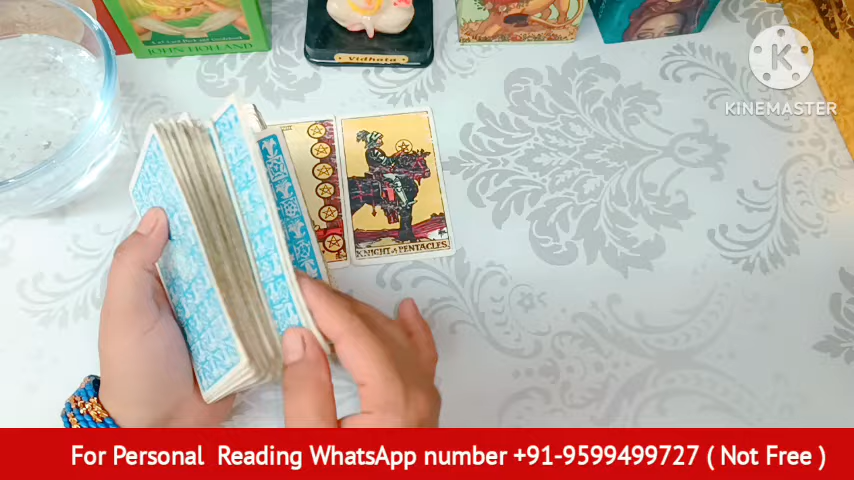 JOHN HOLLAND
Vidhata
K
KINEMASTER
KNIGHT of PENTACLES.
For Personal Reading WhatsApp number +91-9599499727 ( Not Free )